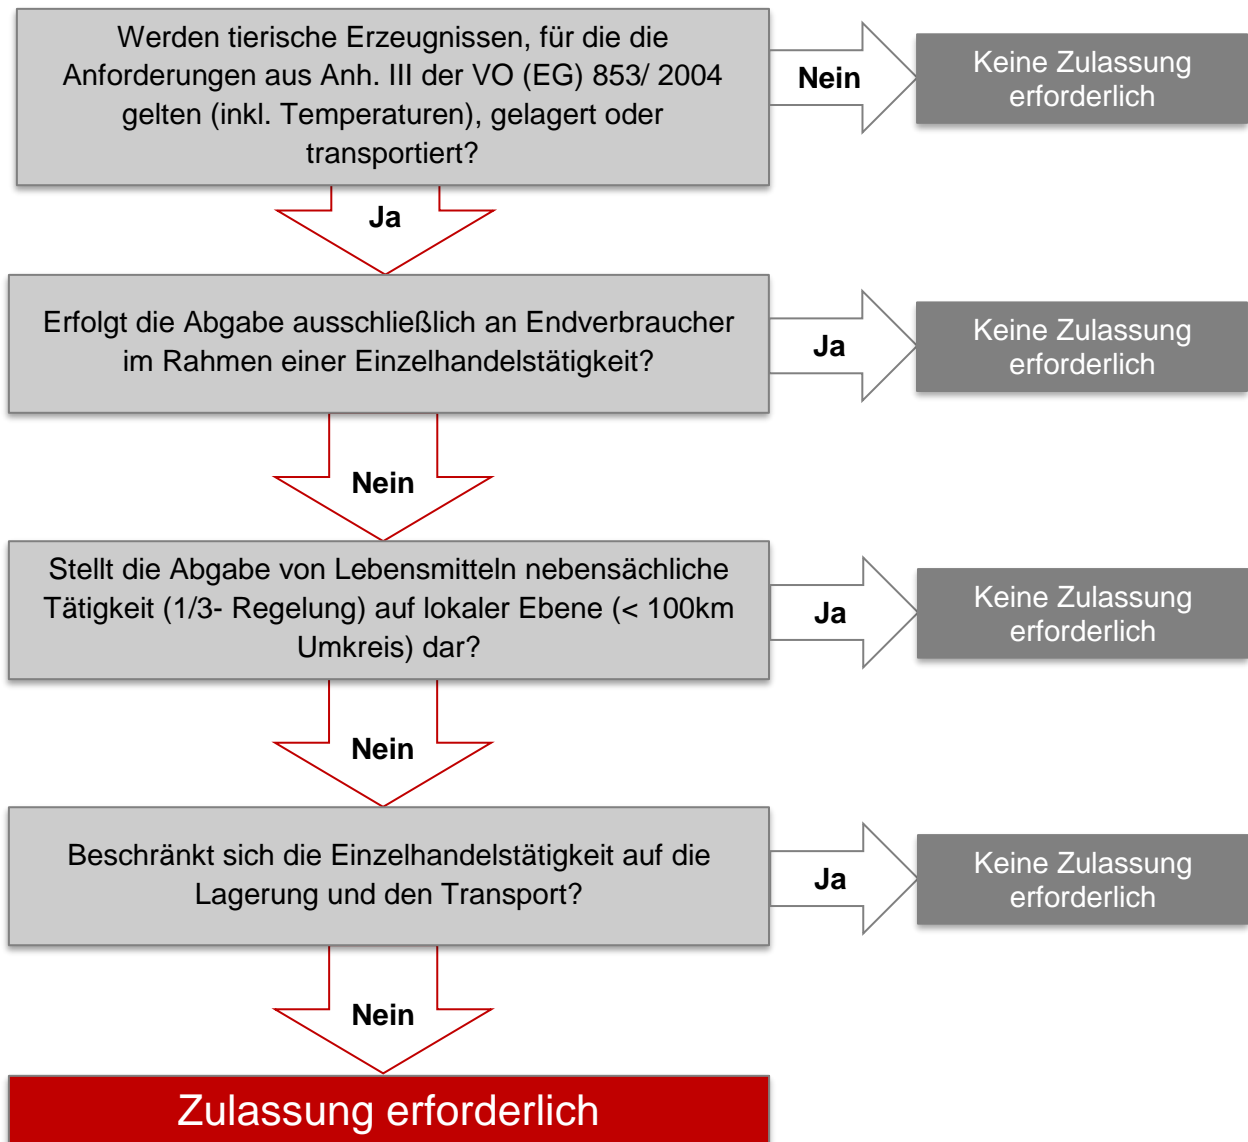 Werden tierische Erzeugnissen, für die die
Anforderungen aus Anh. III der VO (EG) 853/ 2004
gelten (inkl. Temperaturen), gelagert oder
transportiert?
Nein
Keine Zulassung
erforderlich
Ja
Erfolgt die Abgabe ausschließlich an Endverbraucher
im Rahmen einer Einzelhandelstätigkeit?
Ja
Keine Zulassung
erforderlich
Nein
Stellt die Abgabe von Lebensmitteln nebensächliche
Tätigkeit (1/3- Regelung) auf lokaler Ebene (< 100km
Umkreis) dar?
Ja
Keine Zulassung
erforderlich
Nein
Beschränkt sich die Einzelhandelstätigkeit auf die
Lagerung und den Transport?
Ja
Keine Zulassung
erforderlich
Nein
Zulassung erforderlich